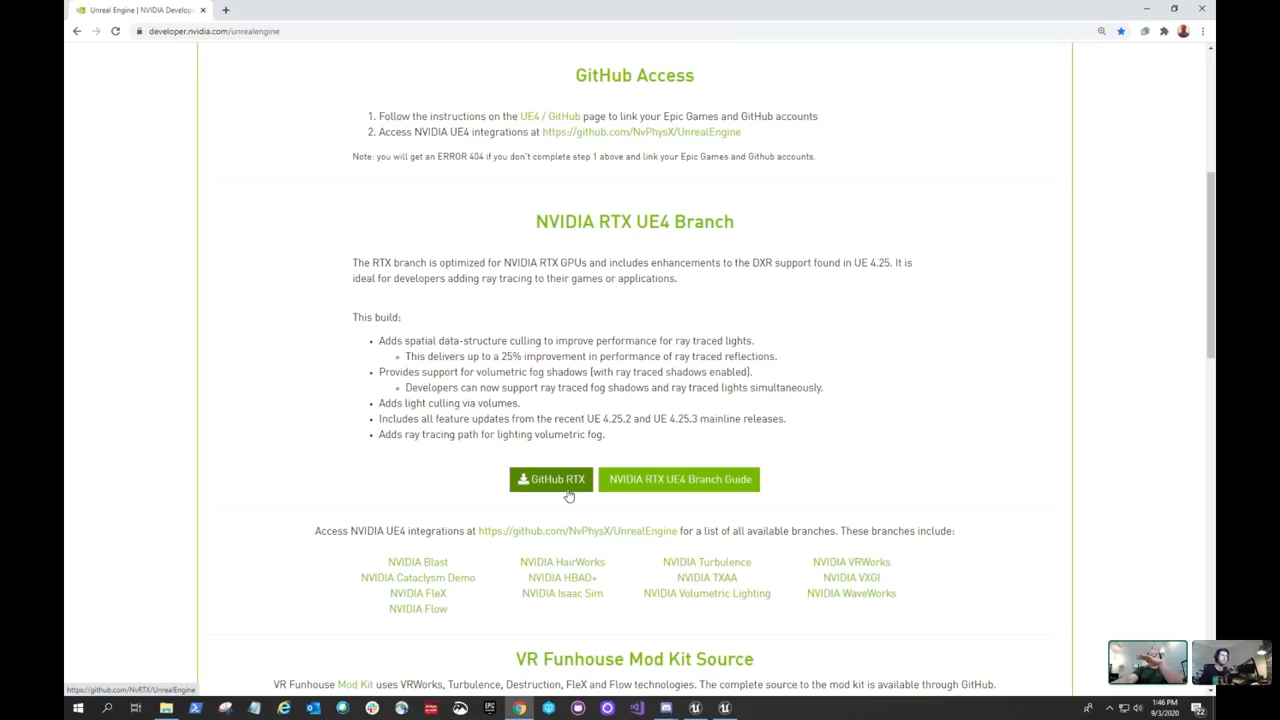 Unreal Engine | NVIDIA Develop
developer.nvidia.com/unrealengine
GitHub Access
1. Follow the instructions on the UE4 / GitHub page to link your Epic Games and GitHub accounts
2. Access NVIDIA UE4 integrations at https://github.com/NvPhysX/UnrealEngine
Note: you will get an ERROR 404 if you don't complete step 1 above and link your Epic Games and Github accounts.
NVIDIA RTX UE4 Branch
The RTX branch is optimized for NVIDIA RTX GPUs and includes enhancements to the DXR support found in UE 4.25. It is
ideal for developers adding ray tracing to their games or applications.
This build:
• Adds spatial data-structure culling to improve performance for ray traced lights.
◦ This delivers up to a 25% improvement in performance of ray traced reflections.
• Provides support for volumetric fog shadows [with ray traced shadows enabled].
◦ Developers can now support ray traced fog shadows and ray traced lights simultaneously.
• Adds light culling via volumes.
• Includes all feature updates from the recent UE 4.25.2 and UE 4.25.3 mainline releases.
• Adds ray tracing path for lighting volumetric fog.
GitHub RTX NVIDIA RTX UE4 Branch Guide
Access NVIDIA UE4 integrations at https://github.com/NvPhysX/UnrealEngine for a list of all available branches. These branches include:
NVIDIA Blast NVIDIA HairWorks NVIDIA Turbulence NVIDIA VRWorks
NVIDIA Cataclysm Demo NVIDIA HBAO+ NVIDIA TXAA NVIDIA VXGI
NVIDIA FleX NVIDIA Isaac Sim NVIDIA Volumetric Lighting NVIDIA WaveWorks
NVIDIA Flow
VR Funhouse Mod Kit Source
VR Funhouse Mod Kit uses VRWorks, Turbulence, Destruction, FleX and Flow technologies. The complete source to the mod kit is available through GitHub.
https://github.com/NvRTX/UnrealEngine
1:46 PM
9/3/2020
22